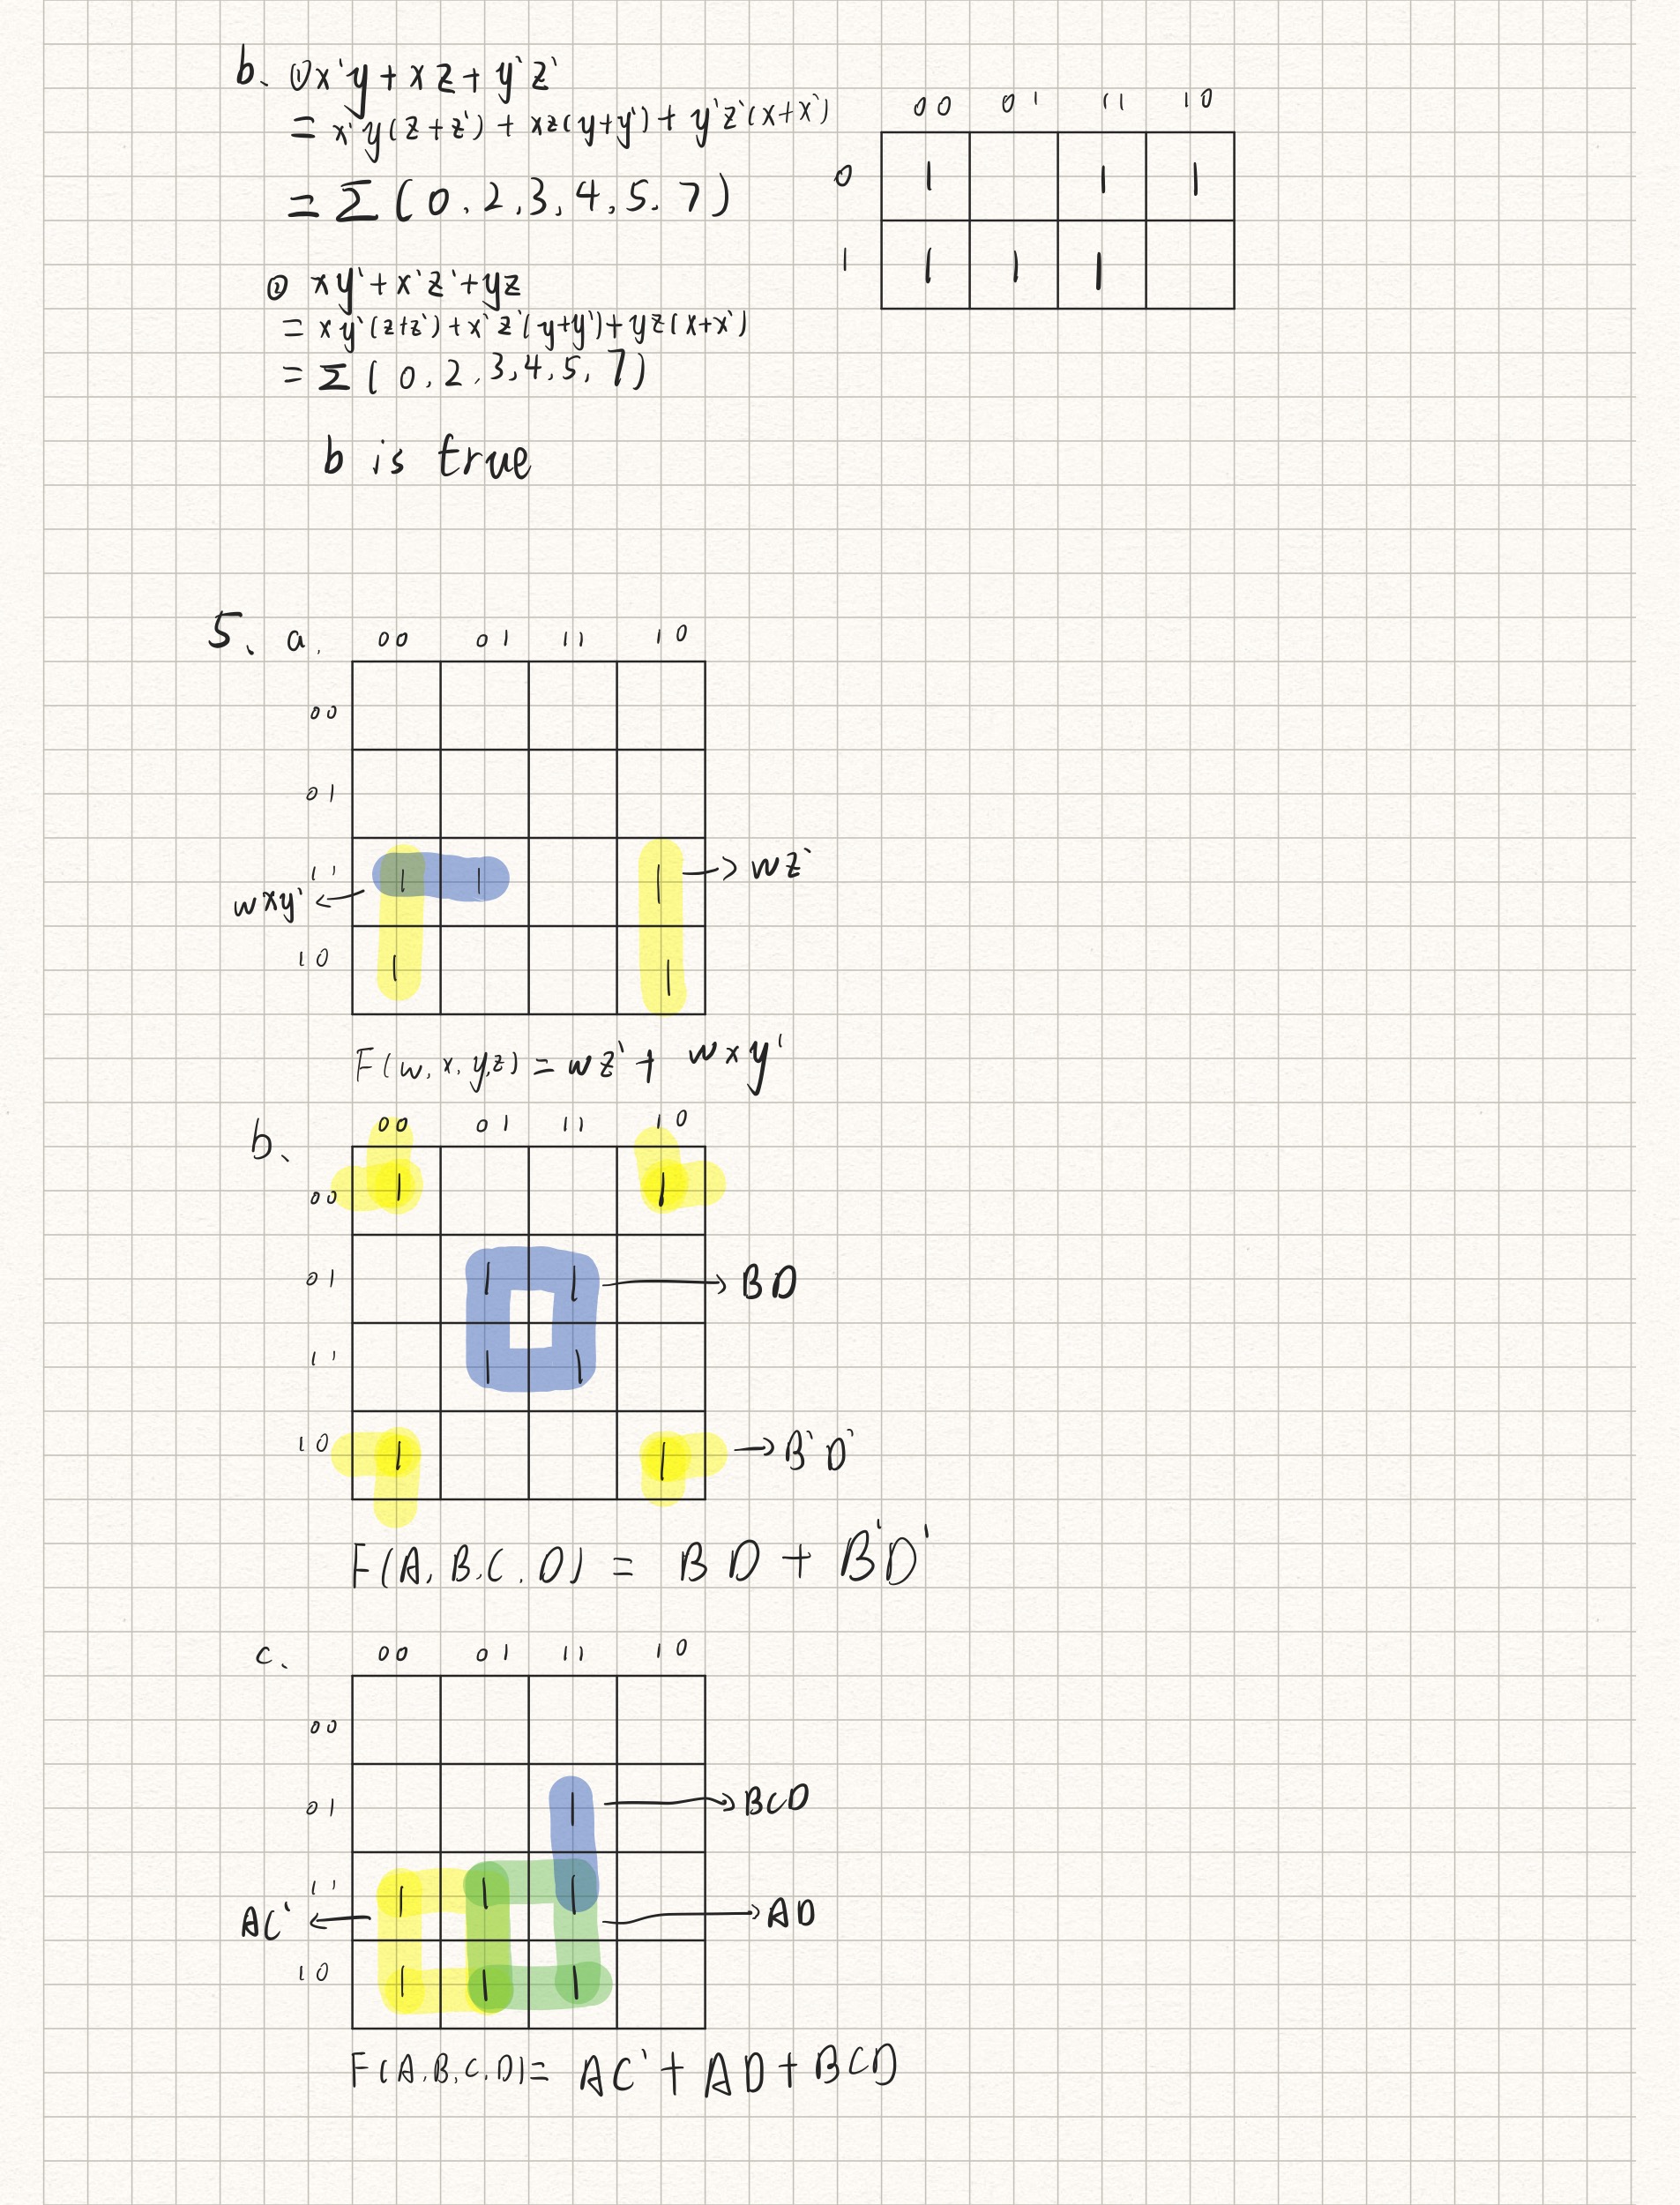 b. ① x'y + xz + y'z'
= x'y(z+z') + xz(y+y') + y'z'(x+x')
= Σ(0.2,3,4,5.7)
00 01 11 10
0 1 1 1
1 1 1 1
② xy'+x'z'+yz
= xy'(z+z')+x'z'(y+y')+yz(x+x')
= Σ(0,2,3,4,5,7)
b is true
5、a.
00 01 11 10
00
01
11 1 1 1 → wz'
wxy' ←
10 1 1
F(w,x,y,z) = wz' + wxy'
b、
00 01 11 10
00 1 1
01 1 1 → BD
11 1 1
10 1 1 → B'D'
F(A,B,C,D) = BD + B'D'
c、
00 01 11 10
00
01 1 → BCD
11 1 1 1
AC' ← → AD
10 1 1 1
F(A,B,C,D)= AC' + AD + BCD